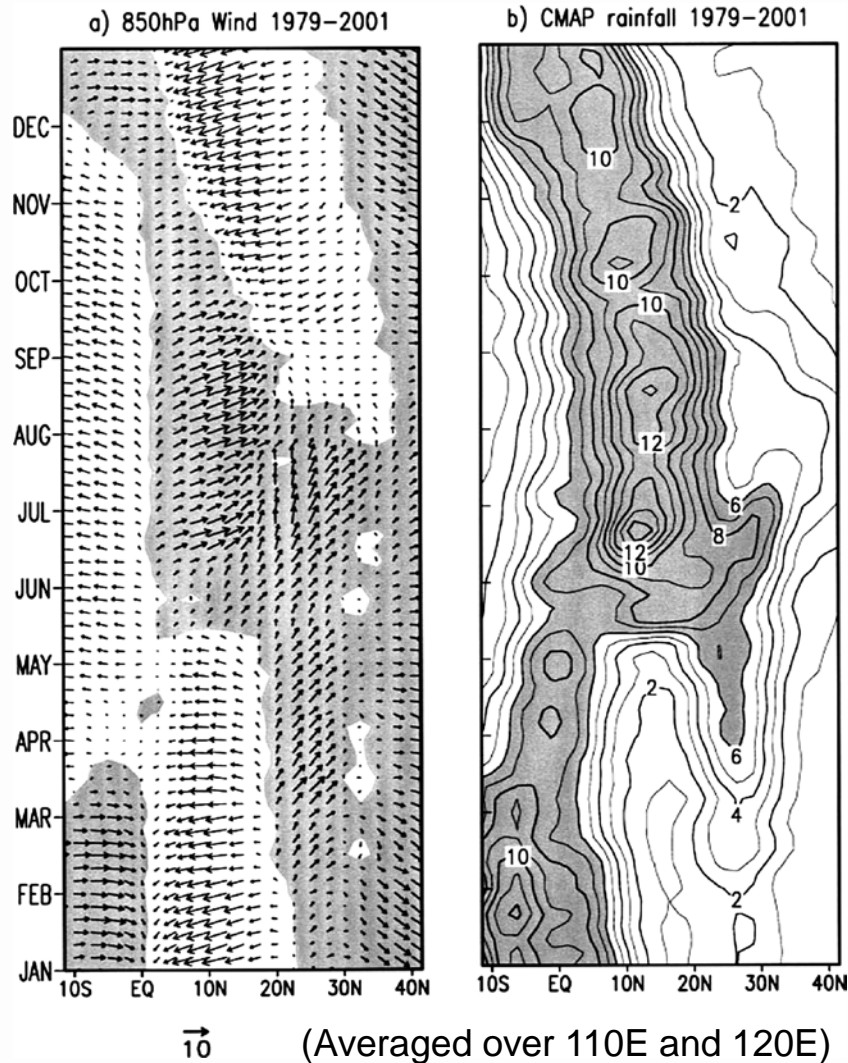 a) 850hPa Wind 1979-2001
b) CMAP rainfall 1979-2001
DEC
NOV
OCT
SEP
AUG
JUL
JUN
MAY
APR
MAR
FEB
JAN
10S EQ 10N 20N 30N 40N
10
10
2
10
10
12
6
8
12
10
2
6
4
10
2
10S EQ 10N 20N 30N 40N
(Averaged over 110E and 120E)